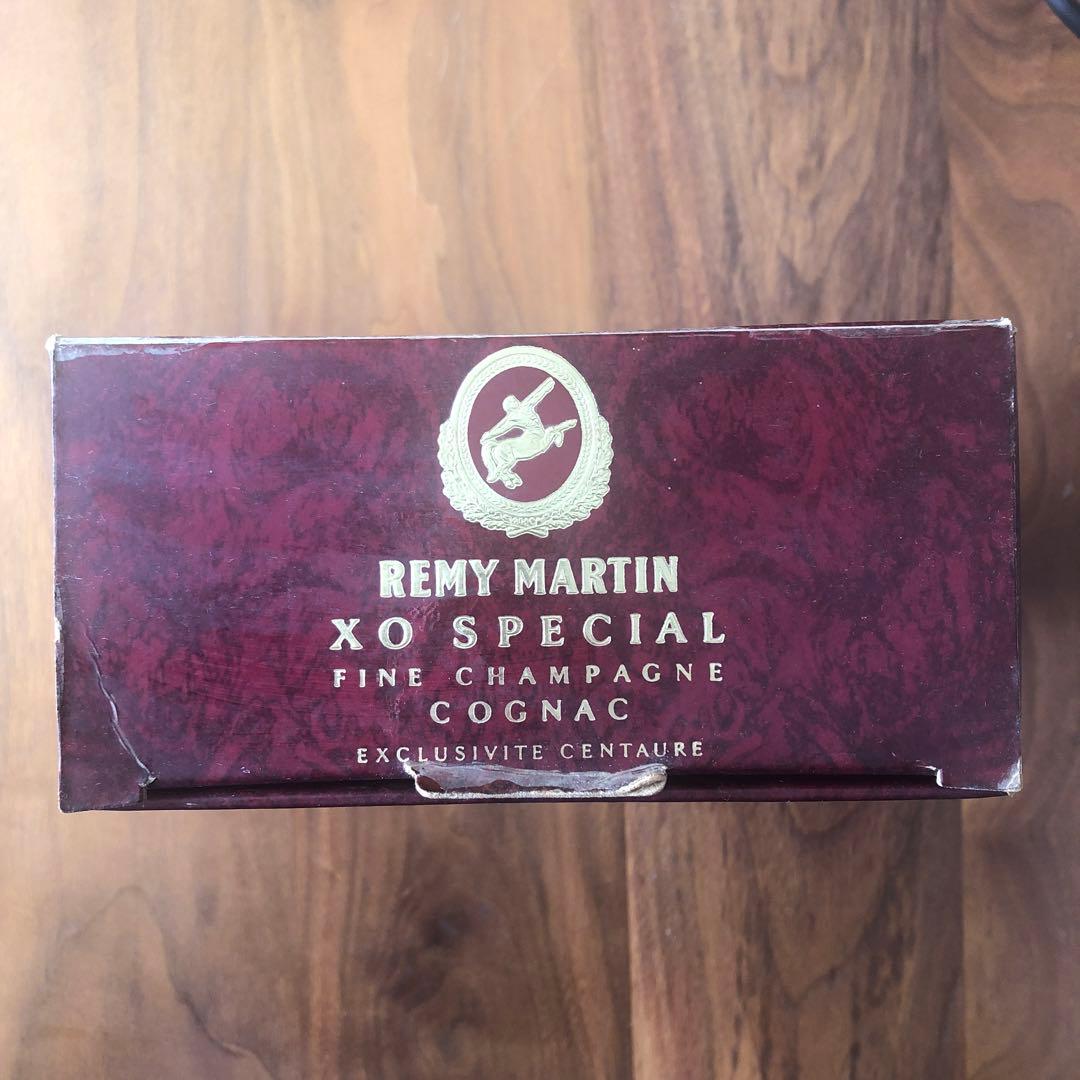 REMY MARTIN
XO SPECIAL
FINE CHAMPAGNE
COGNAC
EXCLUSIVITE CENTAURE